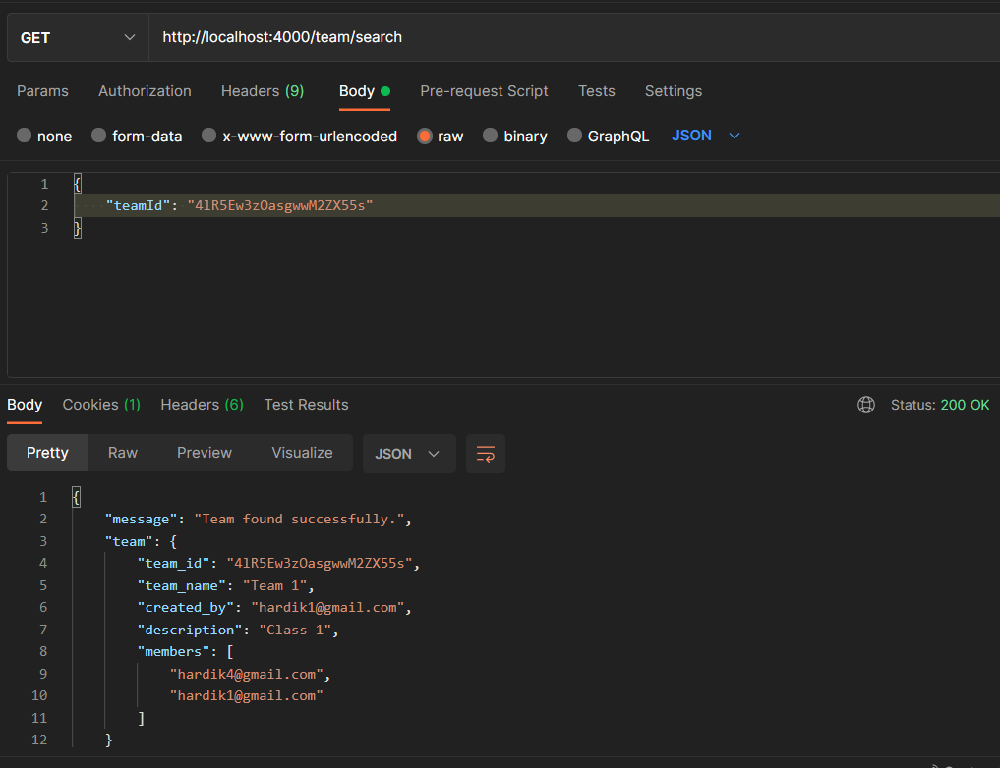 GET http://localhost:4000/team/search
Params Authorization Headers (9) Body Pre-request Script Tests Settings
none form-data x-www-form-urlencoded raw binary GraphQL JSON
1 {
2 "teamId": "4lR5Ew3zOasgwwM2ZX55s"
3 }
Body Cookies (1) Headers (6) Test Results Status: 200 OK
Pretty Raw Preview Visualize JSON
1 {
2 "message": "Team found successfully.",
3 "team": {
4 "team_id": "4lR5Ew3zOasgwwM2ZX55s",
5 "team_name": "Team 1",
6 "created_by": "hardik1@gmail.com",
7 "description": "Class 1",
8 "members": [
9 "hardik4@gmail.com",
10 "hardik1@gmail.com"
11 ]
12 }